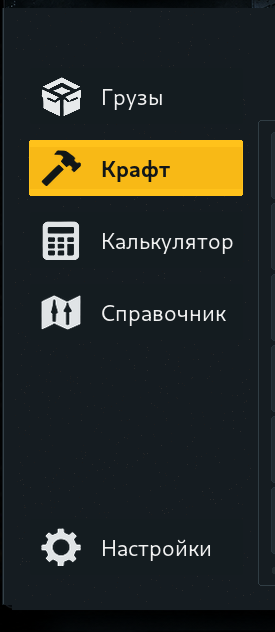 Грузы
Крафт
Калькулятор
Справочник
Настройки